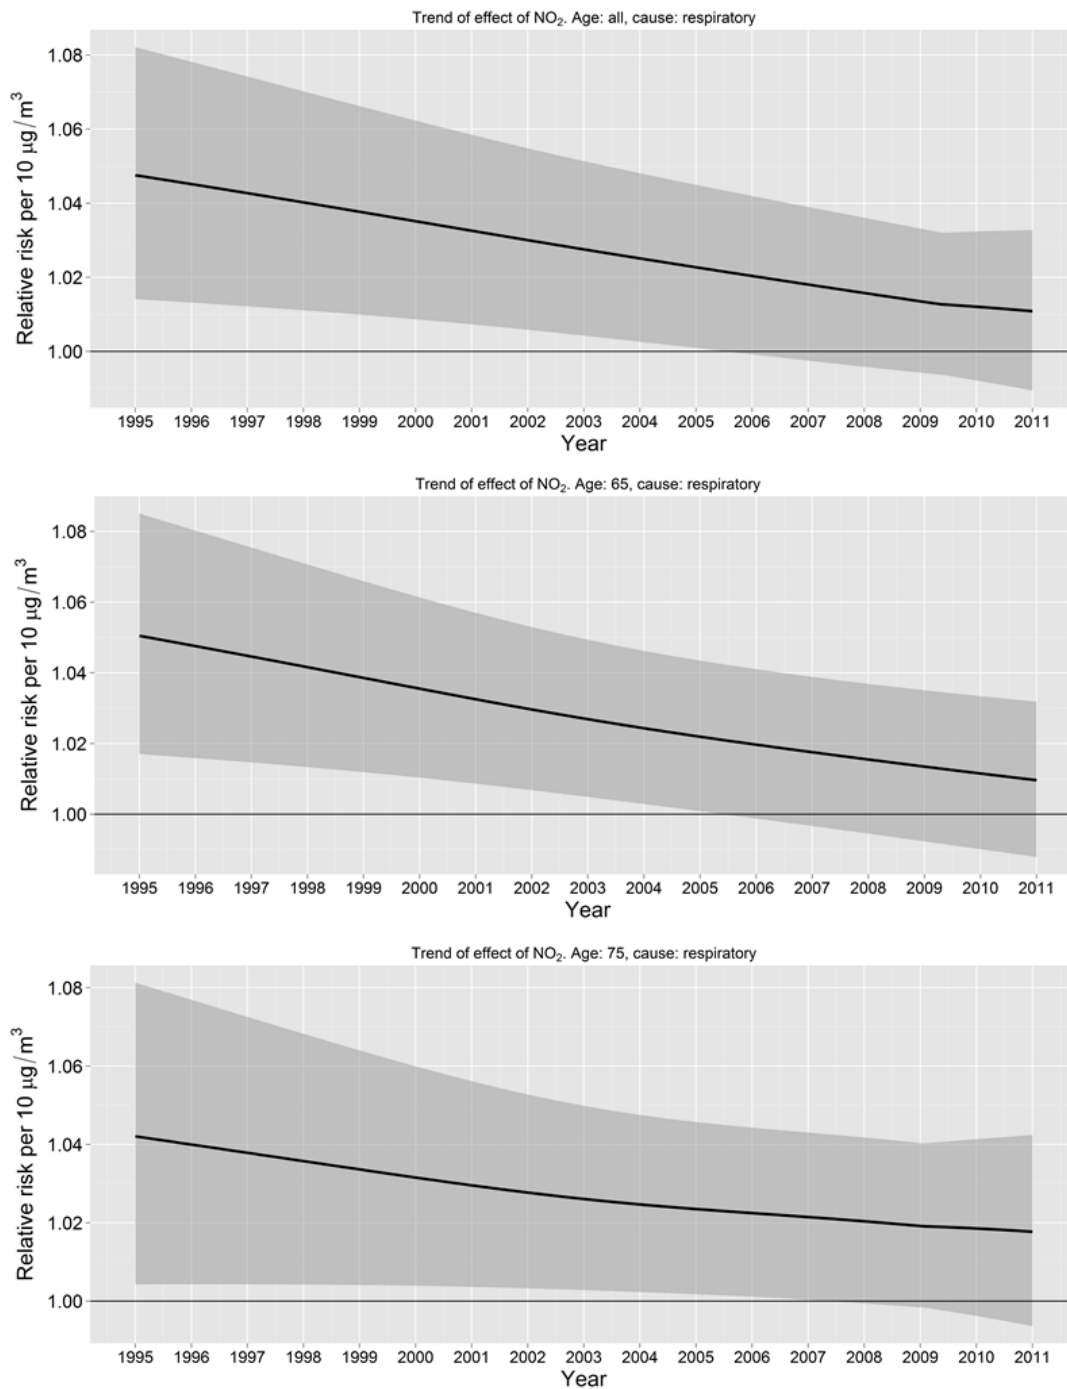 Trend of effect of NO₂. Age: all, cause: respiratory
Relative risk per 10 μg/m³
1.08
1.06
1.04
1.02
1.00
1995 1996 1997 1998 1999 2000 2001 2002 2003 2004 2005 2006 2007 2008 2009 2010 2011
Year
Trend of effect of NO₂. Age: 65, cause: respiratory
Relative risk per 10 μg/m³
1.08
1.06
1.04
1.02
1.00
1995 1996 1997 1998 1999 2000 2001 2002 2003 2004 2005 2006 2007 2008 2009 2010 2011
Year
Trend of effect of NO₂. Age: 75, cause: respiratory
Relative risk per 10 μg/m³
1.08
1.06
1.04
1.02
1.00
1995 1996 1997 1998 1999 2000 2001 2002 2003 2004 2005 2006 2007 2008 2009 2010 2011
Year